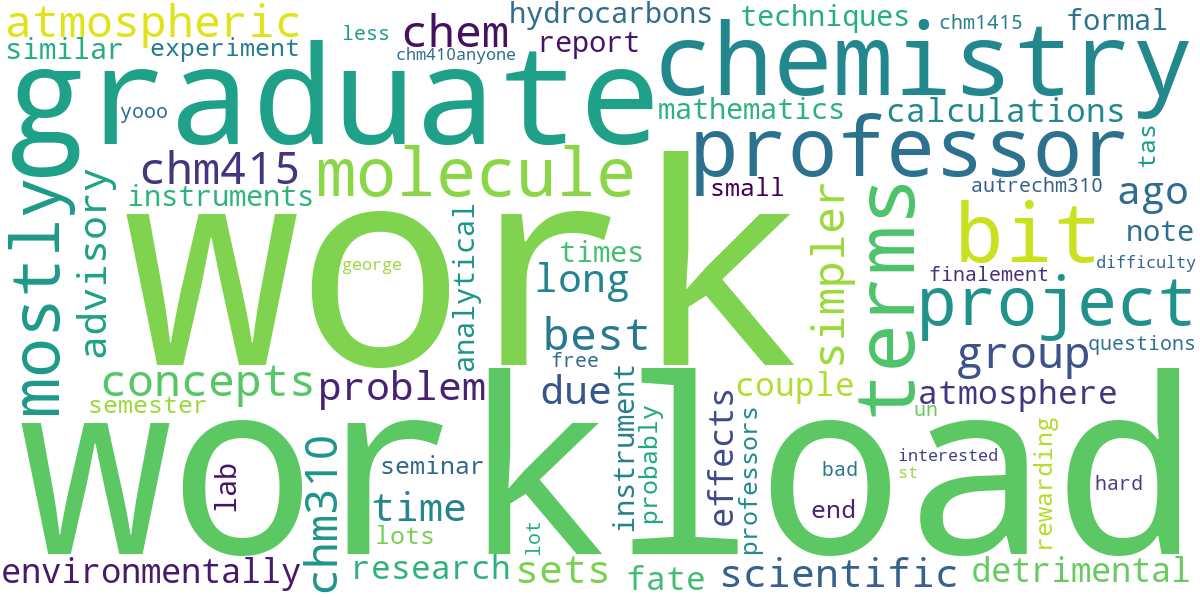 atmospheric
chem
hydrocarbons
techniques
chm1415
formal
similar
experiment
less
chm410anyone
report
chemistry
graduate
yooo
mathematics
calculations
professor
tas
chm415
molecule
small
autrechm310
ago
instruments
mostly
advisory
work
george
analytical
times
long
simpler
terms
bit
note
finalement
difficulty
project
best
free
questions
concepts
problem
due
couple
group
atmosphere
semester
workload
un
lab
chm310
seminar
time
lots
lot
instrument
probably
effects
professors
bad
end
interested
st
rewarding
hard
environmentally
research
sets
fate
scientific
detrimental